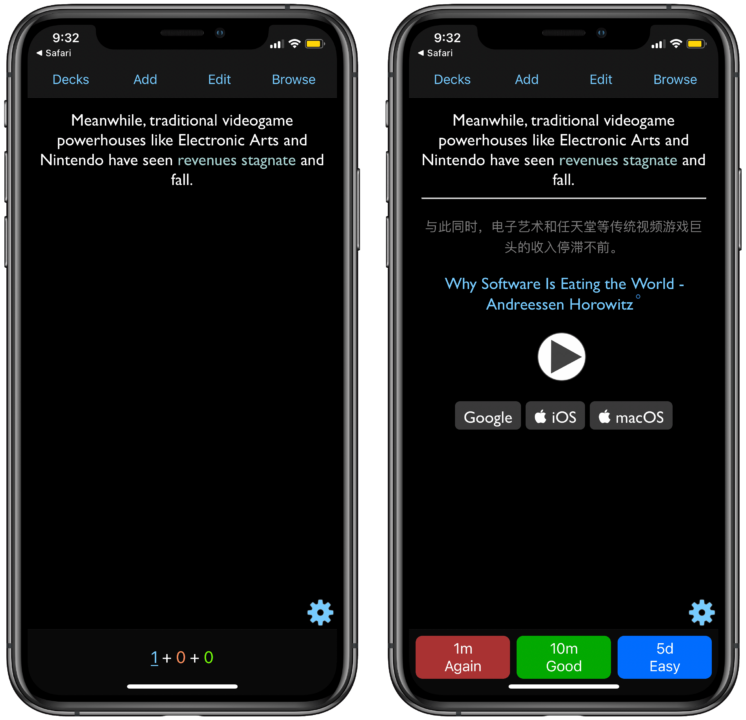 9:32
Safari
Decks Add Edit Browse
Meanwhile, traditional videogame
powerhouses like Electronic Arts and
Nintendo have seen revenues stagnate and
fall.
1 + 0 + 0
9:32
Safari
Decks Add Edit Browse
Meanwhile, traditional videogame
powerhouses like Electronic Arts and
Nintendo have seen revenues stagnate and
fall.
与此同时，电子艺术和任天堂等传统视频游戏巨
头的收入停滞不前。
Why Software Is Eating the World -
Andreessen Horowitz
Google iOS macOS
1m 10m 5d
Again Good Easy